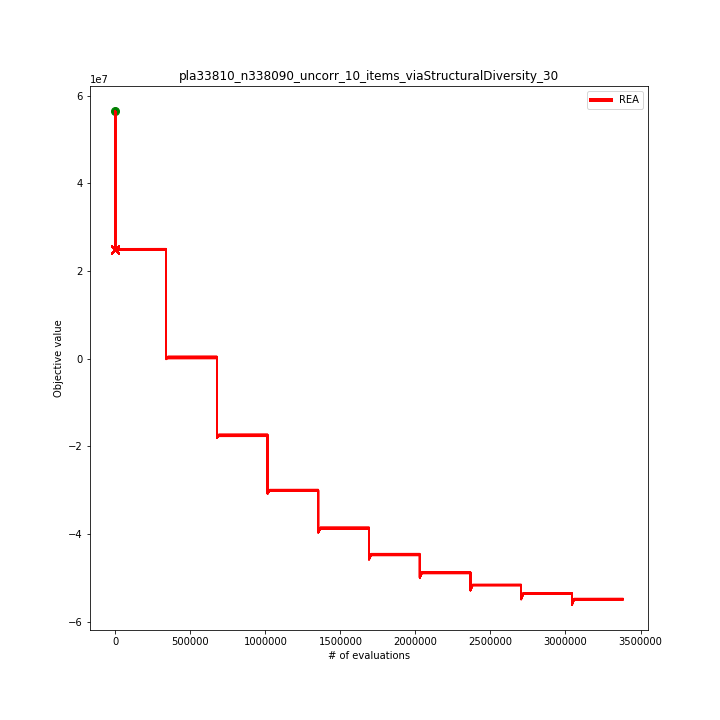 pla33810_n338090_uncorr_10_items_viaStructuralDiversity_30
1e7
REA
6
4
2
0
−2
−4
−6
Objective value
0 500000 1000000 1500000 2000000 2500000 3000000 3500000
# of evaluations